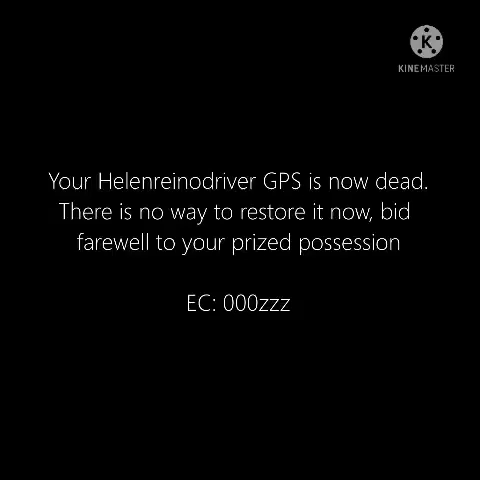 K
KINEMASTER
Your Helenreinodriver GPS is now dead.
There is no way to restore it now, bid
farewell to your prized possession
EC: 000zzz